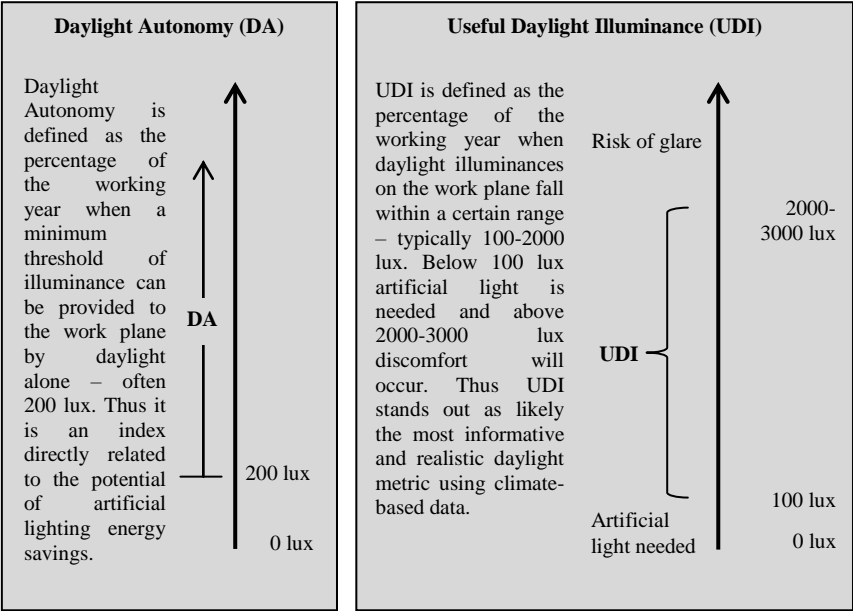 Daylight Autonomy (DA)
Daylight
Autonomy is
defined as the
percentage of
the working
year when a
minimum
threshold of
illuminance can
be provided to
the work plane
by daylight
alone – often
200 lux. Thus it
is an index
directly related
to the potential
of artificial
lighting energy
savings.
DA
200 lux
0 lux
Useful Daylight Illuminance (UDI)
UDI is defined as the
percentage of the
working year when
daylight illuminances
on the work plane fall
within a certain range
– typically 100-2000
lux. Below 100 lux
artificial light is
needed and above
2000-3000 lux
discomfort will
occur. Thus UDI
stands out as likely
the most informative
and realistic daylight
metric using climate-
based data.
Risk of glare
2000-
3000 lux
UDI
100 lux
Artificial
light needed
0 lux